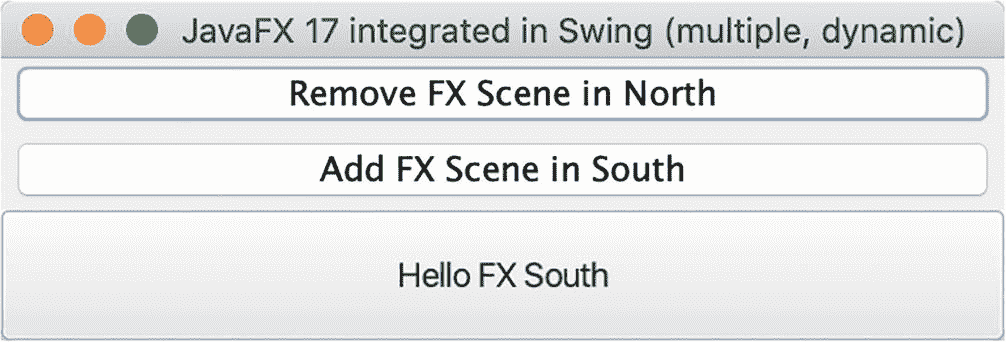 JavaFX 17 integrated in Swing (multiple, dynamic)
Remove FX Scene in North
Add FX Scene in South
Hello FX South